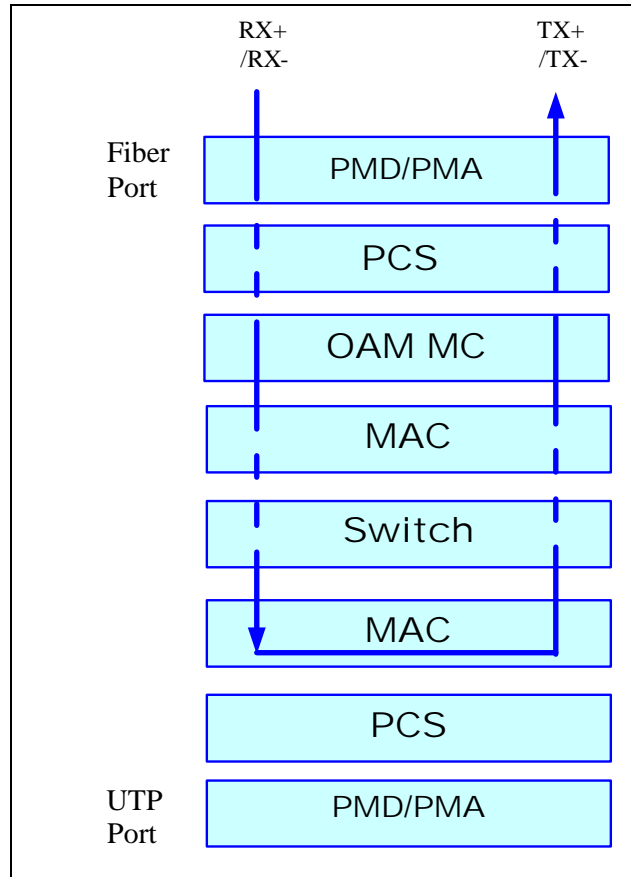 RX+
/RX-
TX+
/TX-
Fiber
Port
PMD/PMA
PCS
OAM MC
MAC
Switch
MAC
PCS
UTP
Port
PMD/PMA